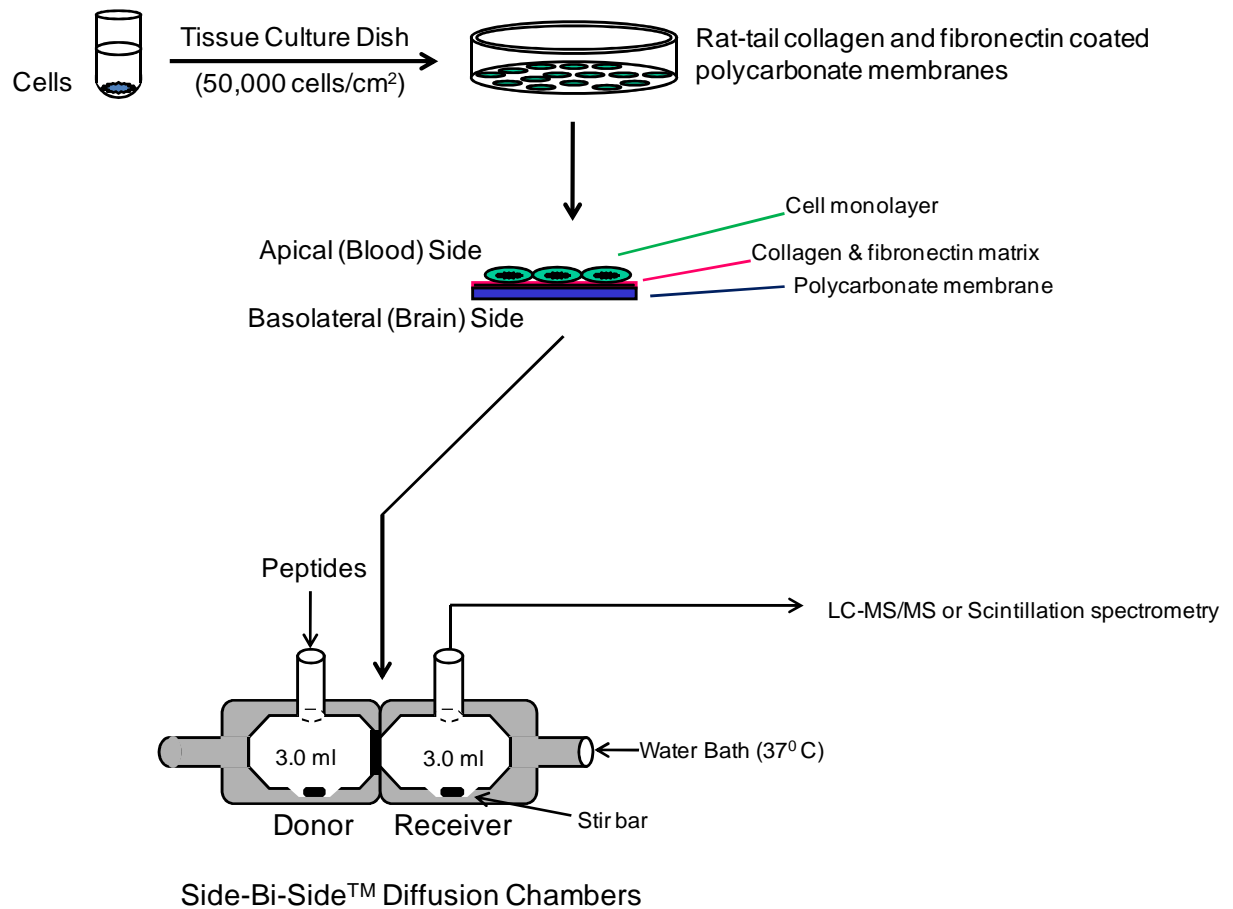 Cells
Tissue Culture Dish
(50,000 cells/cm²)
Rat-tail collagen and fibronectin coated
polycarbonate membranes
Cell monolayer
Apical (Blood) Side
Collagen & fibronectin matrix
Polycarbonate membrane
Basolateral (Brain) Side
Peptides
LC-MS/MS or Scintillation spectrometry
3.0 ml
3.0 ml
Water Bath (37⁰ C)
Donor
Receiver
Stir bar
Side-Bi-Side™ Diffusion Chambers